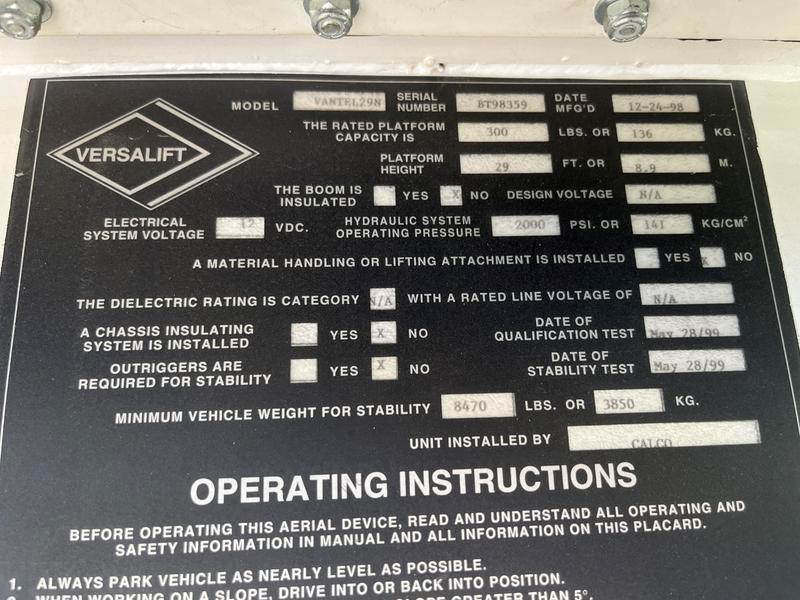 VERSALIFT
MODEL VANTEL29N SERIAL NUMBER BT98359 DATE MFG'D 12-24-98
THE RATED PLATFORM CAPACITY IS 300 LBS. OR 136 KG.
PLATFORM HEIGHT 29 FT. OR 8.9 M.
THE BOOM IS INSULATED YES X NO DESIGN VOLTAGE N/A
ELECTRICAL SYSTEM VOLTAGE 12 VDC. HYDRAULIC SYSTEM OPERATING PRESSURE 2000 PSI. OR 141 KG/CM²
A MATERIAL HANDLING OR LIFTING ATTACHMENT IS INSTALLED YES X NO
THE DIELECTRIC RATING IS CATEGORY N/A WITH A RATED LINE VOLTAGE OF N/A
A CHASSIS INSULATING SYSTEM IS INSTALLED YES X NO DATE OF QUALIFICATION TEST May 28/99
OUTRIGGERS ARE REQUIRED FOR STABILITY YES X NO DATE OF STABILITY TEST May 28/99
MINIMUM VEHICLE WEIGHT FOR STABILITY 8470 LBS. OR 3850 KG.
UNIT INSTALLED BY CALCO
OPERATING INSTRUCTIONS
BEFORE OPERATING THIS AERIAL DEVICE, READ AND UNDERSTAND ALL OPERATING AND
SAFETY INFORMATION IN MANUAL AND ALL INFORMATION ON THIS PLACARD.
1. ALWAYS PARK VEHICLE AS NEARLY LEVEL AS POSSIBLE.
2. WHEN WORKING ON A SLOPE, DRIVE INTO OR BACK INTO POSITION.
SLOPE GREATER THAN 5°.